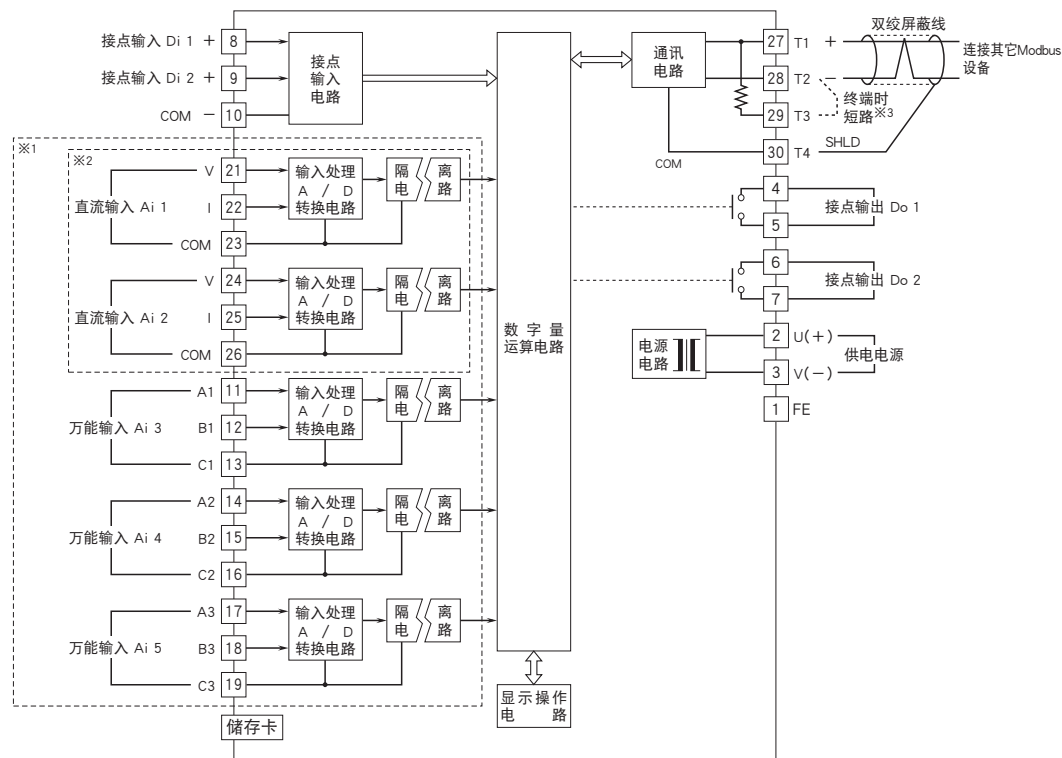 接点输入 Di 1 + 8
接点输入 Di 2 + 9
COM − 10
接点
输入
电路
※1
※2
直流输入 Ai 1
V 21
I 22
COM 23
输入处理
A / D
转换电路
隔离
电路
直流输入 Ai 2
V 24
I 25
COM 26
输入处理
A / D
转换电路
隔离
电路
万能输入 Ai 3
A1 11
B1 12
C1 13
输入处理
A / D
转换电路
隔离
电路
万能输入 Ai 4
A2 14
B2 15
C2 16
输入处理
A / D
转换电路
隔离
电路
万能输入 Ai 5
A3 17
B3 18
C3 19
输入处理
A / D
转换电路
隔离
电路
储存卡
数字量
运算电路
显示操作
电路
通讯
电路
COM
27 T1 +
28 T2 −
29 T3
30 T4 SHLD
双绞屏蔽线
连接其它Modbus
设备
终端时
短路※3
4
5
接点输出 Do 1
6
7
接点输出 Do 2
电源
电路
2 U(+)
3 V(−)
供电电源
1 FE